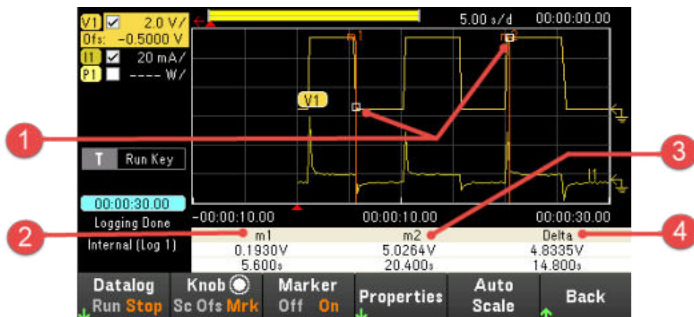 V1 2.0 V/ 5.00 s/d 00:00:00.00
Ofs: -0.5000 V
I1 20 mA/
P1 ---- W/
1 2
V1
1
3
T Run Key
I1
00:00:30.00
-00:00:10.00 00:00:10.00 00:00:30.00
Logging Done
2 m1 m2 Delta 4
Internal (Log 1)
0.1930V 5.0264V 4.8335V
5.600s 20.400s 14.800s
Datalog Knob Marker Properties Auto Back
Run Stop Sc Ofs Mrk Off On Scale